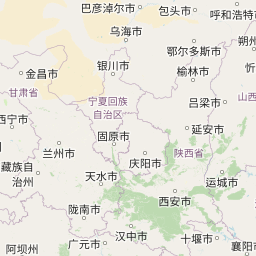 巴彦淖尔市
包头市
呼和浩特
乌海市
鄂尔多斯市
朔州
银川市
榆林市
忻
金昌市
甘肃省
宁夏回族
自治区
吕梁市
山西
西宁市
固原市
延安市
兰州市
庆阳市
陕西省
藏族自
治州
天水市
运城市
西安市
陇南市
汉中市
十堰市
阿坝州
广元市
襄阳市